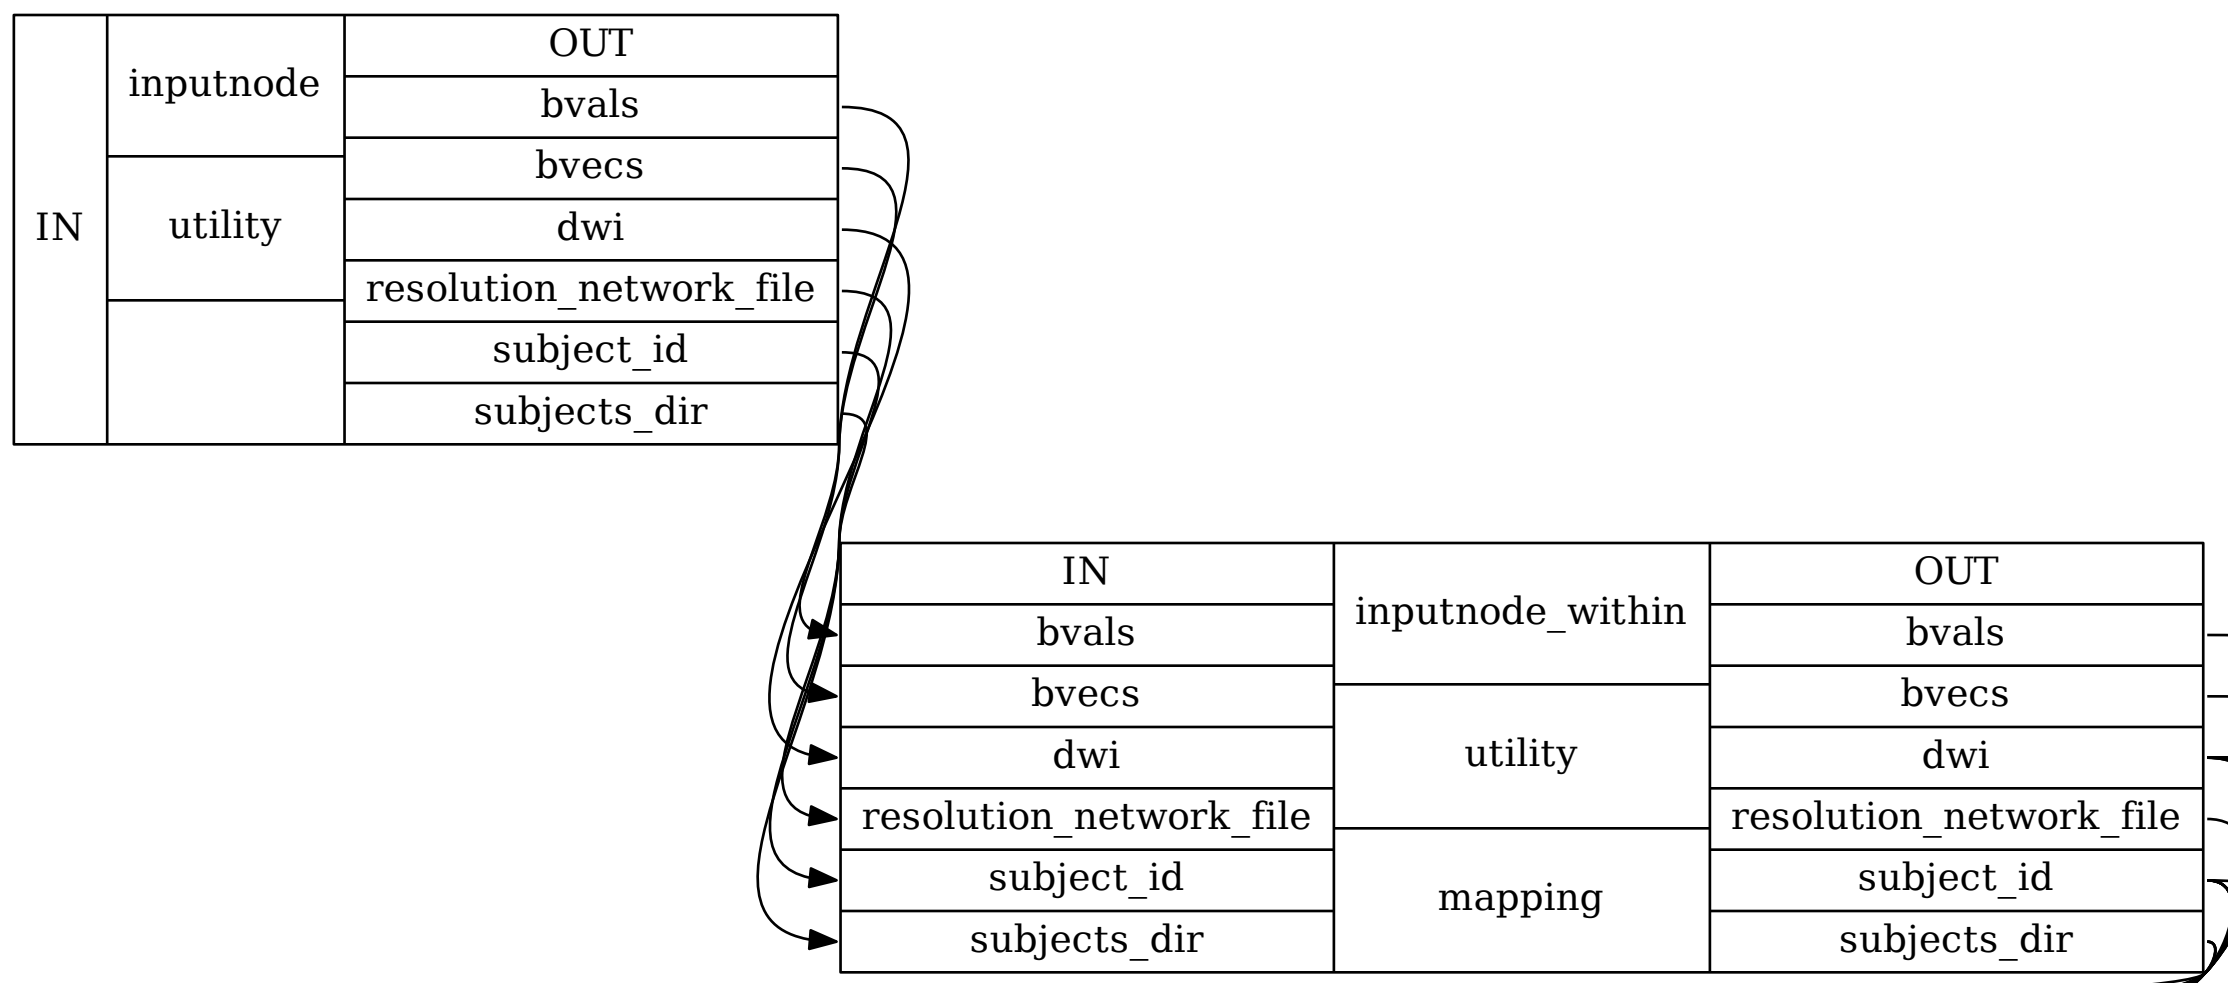 IN
inputnode
utility
OUT
bvals
bvecs
dwi
resolution_network_file
subject_id
subjects_dir
IN
bvals
bvecs
dwi
resolution_network_file
subject_id
subjects_dir
inputnode_within
utility
mapping
OUT
bvals
bvecs
dwi
resolution_network_file
subject_id
subjects_dir